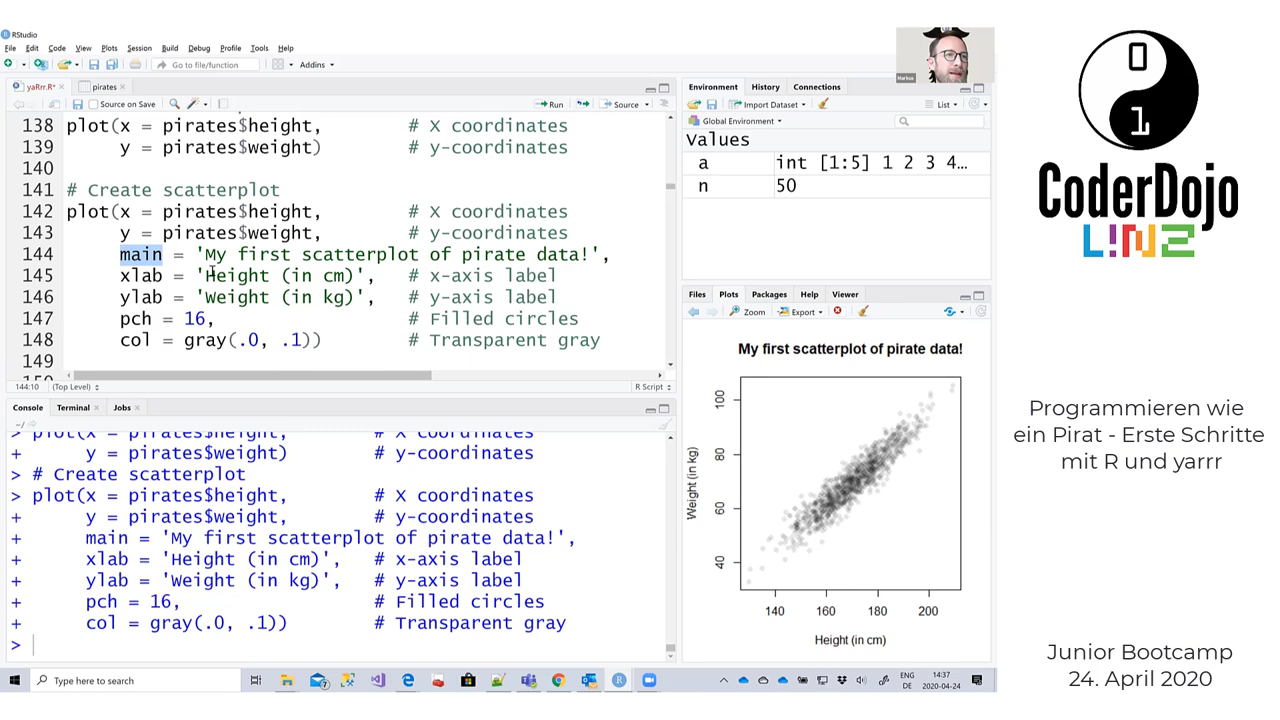 RStudio
File Edit Code View Plots Session Build Debug Profile Tools Help
Go to file/function
Addins
yaRrr.R*
pirates
Source on Save
Run
Source
138 plot(x = pirates$height, # X coordinates
139 y = pirates$weight) # y-coordinates
140
141 # Create scatterplot
142 plot(x = pirates$height, # X coordinates
143 y = pirates$weight, # y-coordinates
144 main = 'My first scatterplot of pirate data!',
145 xlab = 'Height (in cm)', # x-axis label
146 ylab = 'Weight (in kg)', # y-axis label
147 pch = 16, # Filled circles
148 col = gray(.0, .1)) # Transparent gray
149
144:10 (Top Level) R Script
Console Terminal Jobs
~/
> plot(x = pirates$height, # X coordinates
+ y = pirates$weight) # y-coordinates
> # Create scatterplot
> plot(x = pirates$height, # X coordinates
+ y = pirates$weight, # y-coordinates
+ main = 'My first scatterplot of pirate data!',
+ xlab = 'Height (in cm)', # x-axis label
+ ylab = 'Weight (in kg)', # y-axis label
+ pch = 16, # Filled circles
+ col = gray(.0, .1)) # Transparent gray
>
Markus
Environment History Connections
Import Dataset
List
Global Environment
Values
a int [1:5] 1 2 3 4…
n 50
Files Plots Packages Help Viewer
Zoom Export
My first scatterplot of pirate data!
100
80
60
40
Weight (in kg)
140 160 180 200
Height (in cm)
Type here to search
7
ENG
DE
14:37
2020-04-24
0
1
CoderDojo
L!NZ
Programmieren wie
ein Pirat - Erste Schritte
mit R und yarrr
Junior Bootcamp
24. April 2020